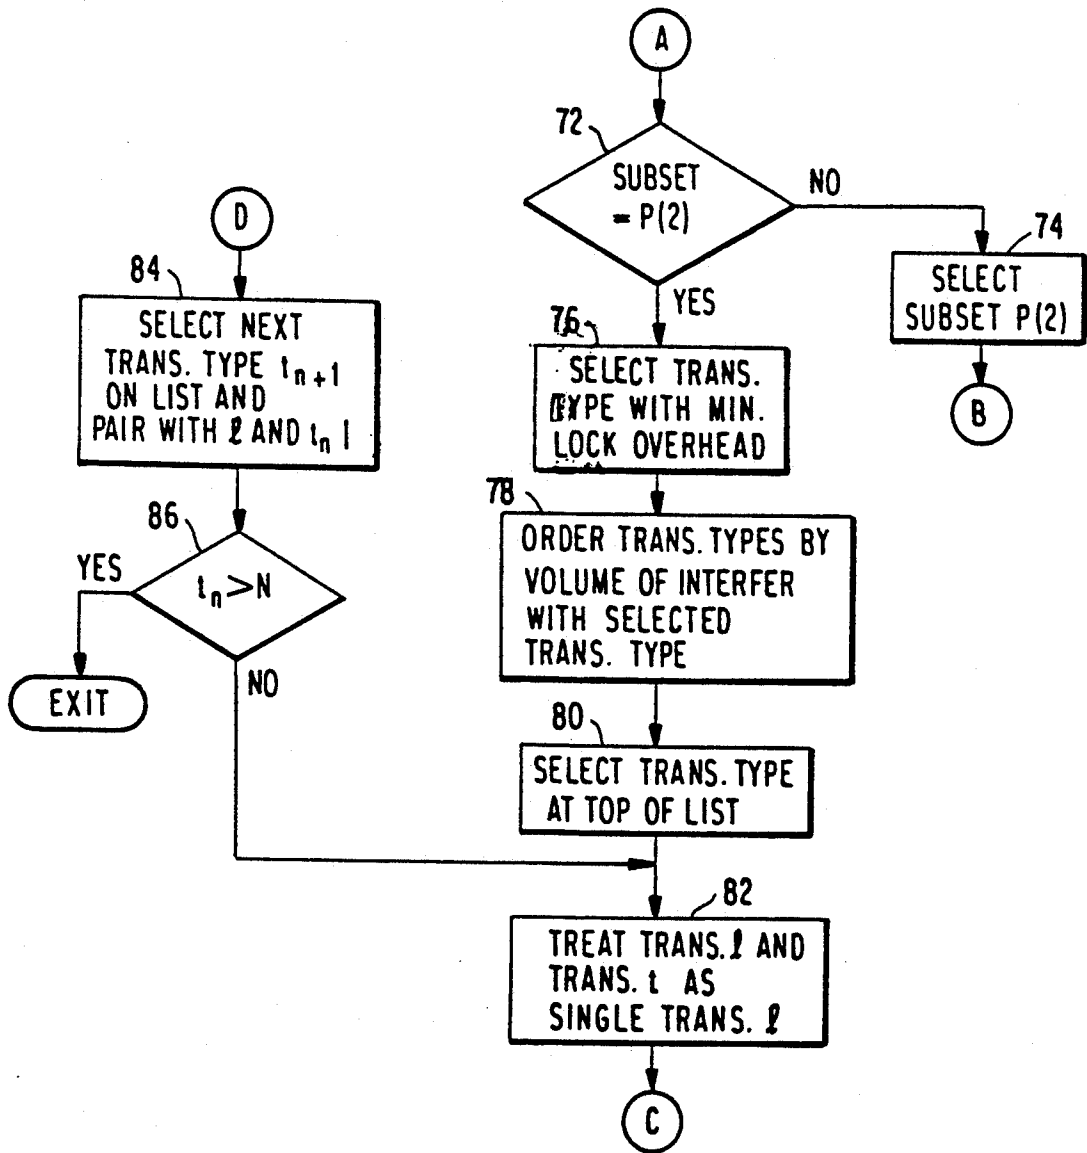 A
72
SUBSET
= P(2)
NO
74
SELECT
SUBSET P(2)
B
YES
76
SELECT TRANS.
TYPE WITH MIN.
LOCK OVERHEAD
78
ORDER TRANS. TYPES BY
VOLUME OF INTERFER
WITH SELECTED
TRANS. TYPE
80
SELECT TRANS. TYPE
AT TOP OF LIST
82
TREAT TRANS. ℓ AND
TRANS. t AS
SINGLE TRANS. ℓ
C
D
84
SELECT NEXT
TRANS. TYPE tn+1
ON LIST AND
PAIR WITH ℓ AND tn I
86
tn>N
YES
EXIT
NO